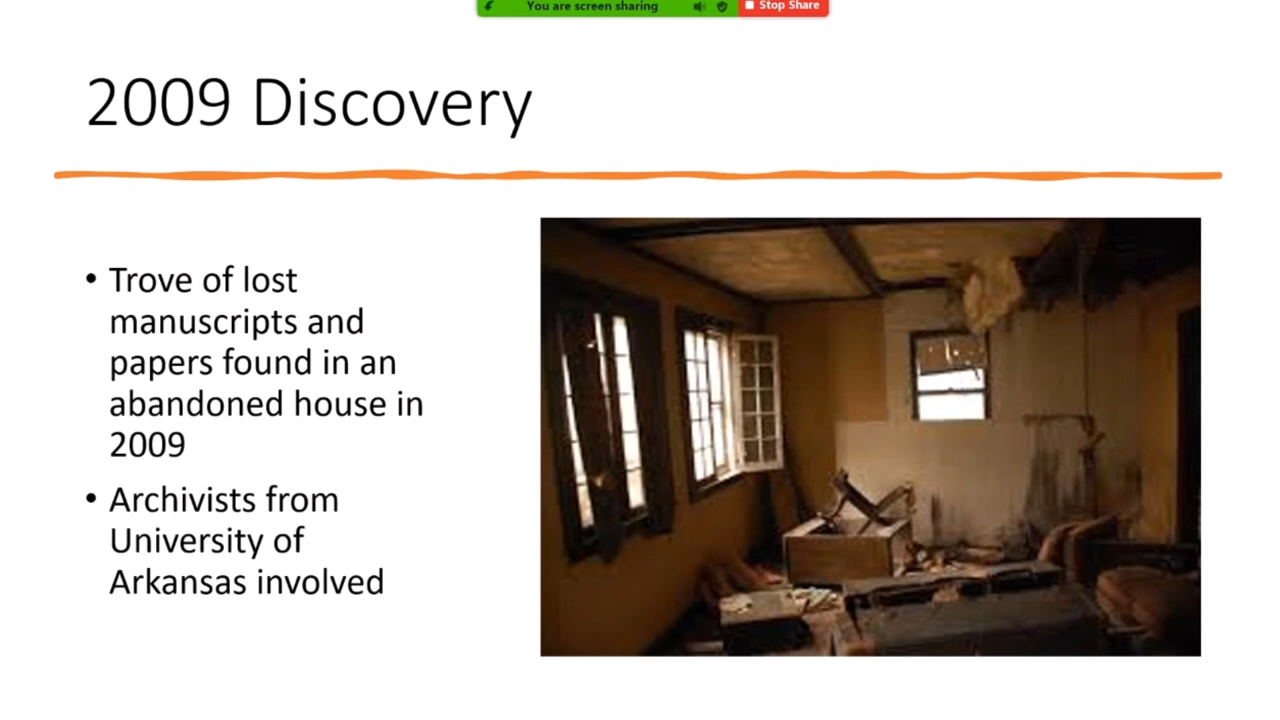 You are screen sharing Stop Share
2009 Discovery
• Trove of lost
manuscripts and
papers found in an
abandoned house in
2009
• Archivists from
University of
Arkansas involved